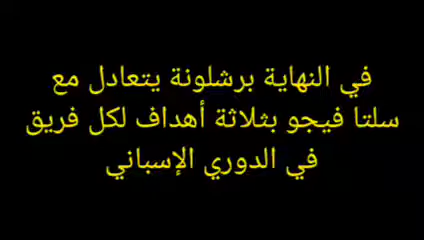 في النهاية برشلونة يتعادل مع
سلتا فيجو بثلاثة أهداف لكل فريق
في الدوري الإسباني